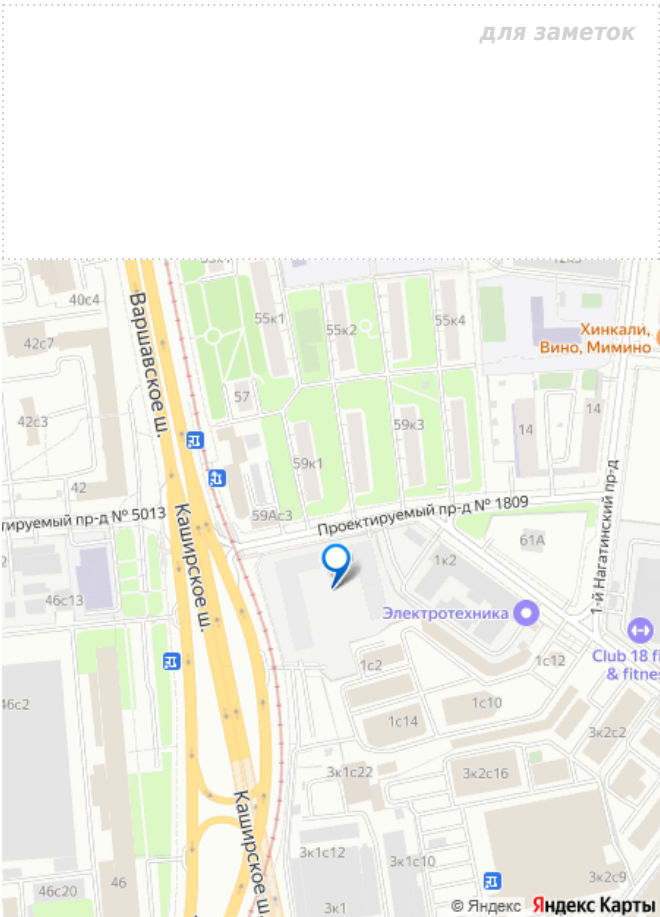 для заметок
40с4
55к1
55к2
55к4
Варшавское ш.
42с7
Хинкали,
Вино, Мимино
57
42с3
59к3
14
14
59к1
42
59Ас3
Проектируемый пр-д № 1809
тируемый пр-д № 5013
1-й Нагатинский пр-д
Каширское ш.
61А
1к2
46с13
Электротехника
Club 18 fi
& fitnes
1с2
1с12
46с2
1с10
1с14
3к2с2
3к1с22
3к2с16
Каширское ш.
3к1с12
3к1с10
3к2с9
46
46с20
3к1
© Яндекс Яндекс Карты